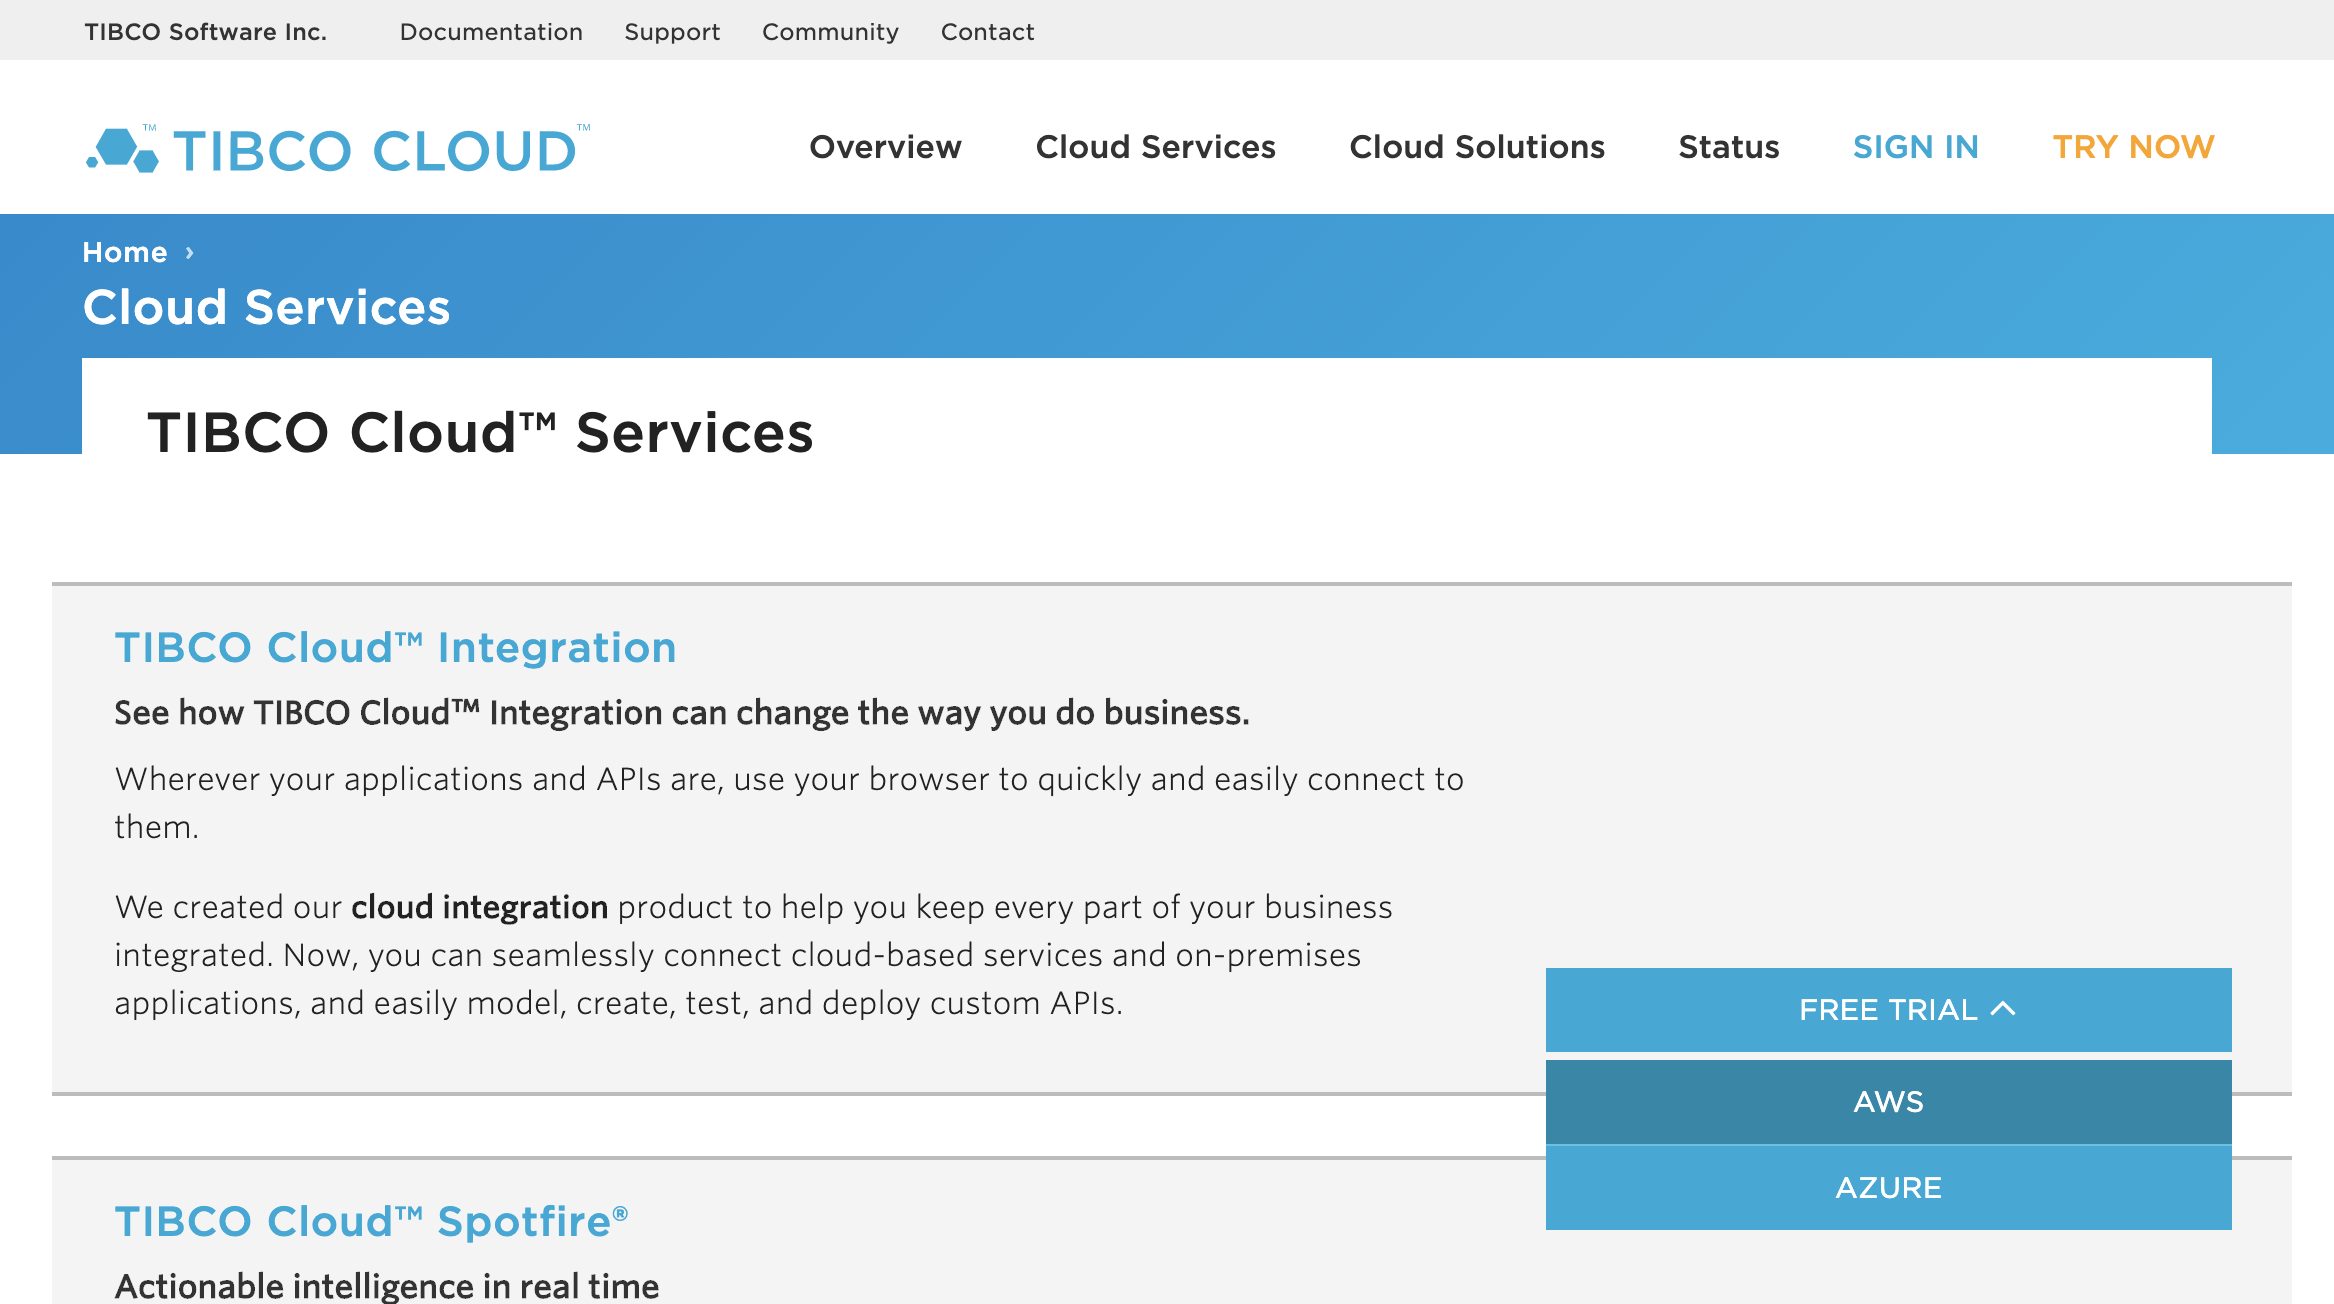 TIBCO Software Inc. Documentation Support Community Contact
™ TIBCO CLOUD™ Overview Cloud Services Cloud Solutions Status SIGN IN TRY NOW
Home ›
Cloud Services
TIBCO Cloud™ Services
TIBCO Cloud™ Integration
See how TIBCO Cloud™ Integration can change the way you do business.
Wherever your applications and APIs are, use your browser to quickly and easily connect to
them.
We created our cloud integration product to help you keep every part of your business
integrated. Now, you can seamlessly connect cloud-based services and on-premises
applications, and easily model, create, test, and deploy custom APIs.
FREE TRIAL
AWS
AZURE
TIBCO Cloud™ Spotfire®
Actionable intelligence in real time